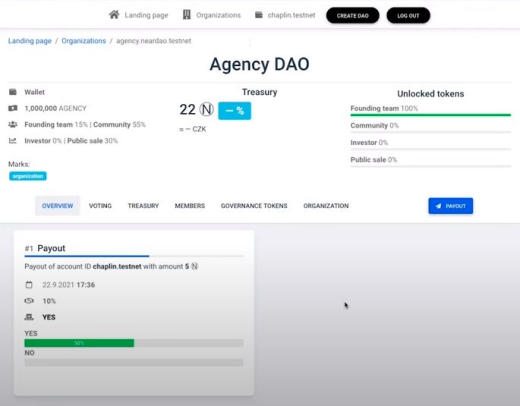 Landing page Organizations chaplin.testnet CREATE DAO LOG OUT
Landing page / Organizations / agency.neardao.testnet
Agency DAO
Wallet
1,000,000 AGENCY
Founding team 15% | Community 55%
Investor 0% | Public sale 30%
Marks:
organization
Treasury
22 Ⓝ — %
= — CZK
Unlocked tokens
Founding team 100%
Community 0%
Investor 0%
Public sale 0%
OVERVIEW VOTING TREASURY MEMBERS GOVERNANCE TOKENS ORGANIZATION PAYOUT
#1 Payout
Payout of account ID chaplin.testnet with amount 5 Ⓝ
22.9.2021 17:36
10%
YES
YES
50%
NO